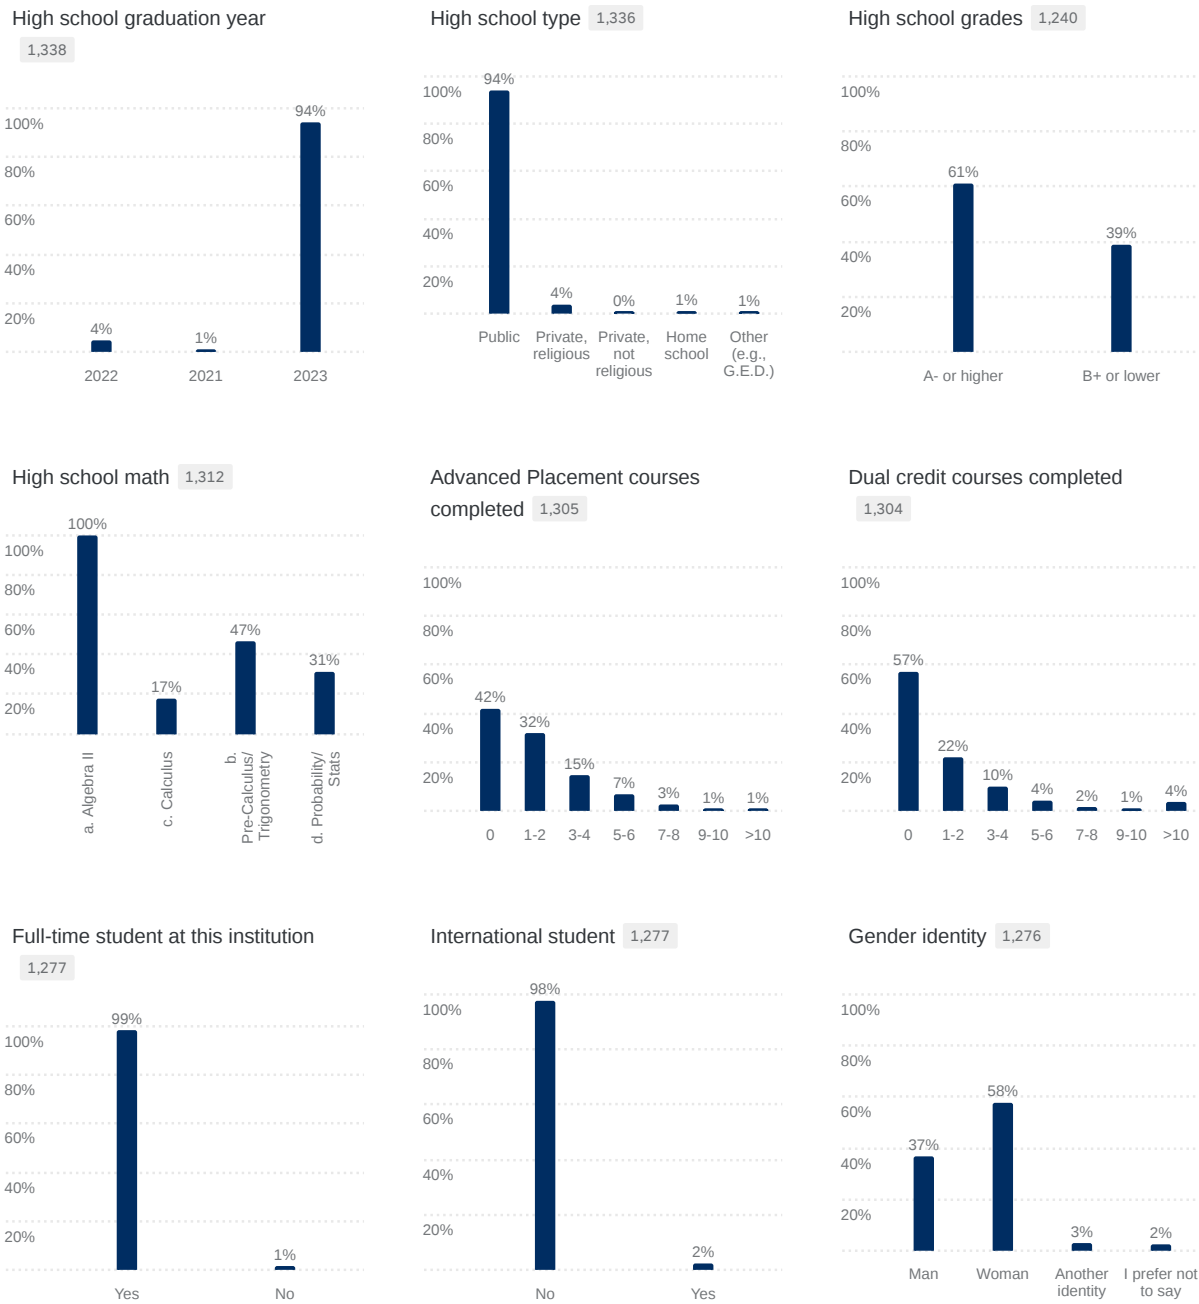 High school graduation year
1,338
94%
100%
80%
60%
40%
20%
4%
1%
2022
2021
2023
High school type 1,336
94%
100%
80%
60%
40%
20%
4%
0%
1%
1%
Public
Private,
religious
Private,
not
religious
Home
school
Other
(e.g.,
G.E.D.)
High school grades 1,240
100%
80%
61%
60%
40%
39%
20%
A- or higher
B+ or lower
High school math 1,312
100%
100%
80%
60%
40%
20%
17%
47%
31%
a. Algebra II
c. Calculus
b.
Pre-Calculus/
Trigonometry
d. Probability/
Stats
Advanced Placement courses
completed 1,305
100%
80%
60%
40%
20%
42%
32%
15%
7%
3%
1%
1%
0
1-2
3-4
5-6
7-8
9-10
>10
Dual credit courses completed
1,304
100%
80%
60%
40%
20%
57%
22%
10%
4%
2%
1%
4%
0
1-2
3-4
5-6
7-8
9-10
>10
Full-time student at this institution
1,277
99%
100%
80%
60%
40%
20%
1%
Yes
No
International student 1,277
98%
100%
80%
60%
40%
20%
2%
No
Yes
Gender identity 1,276
100%
80%
60%
40%
20%
37%
58%
3%
2%
Man
Woman
Another
identity
I prefer not
to say